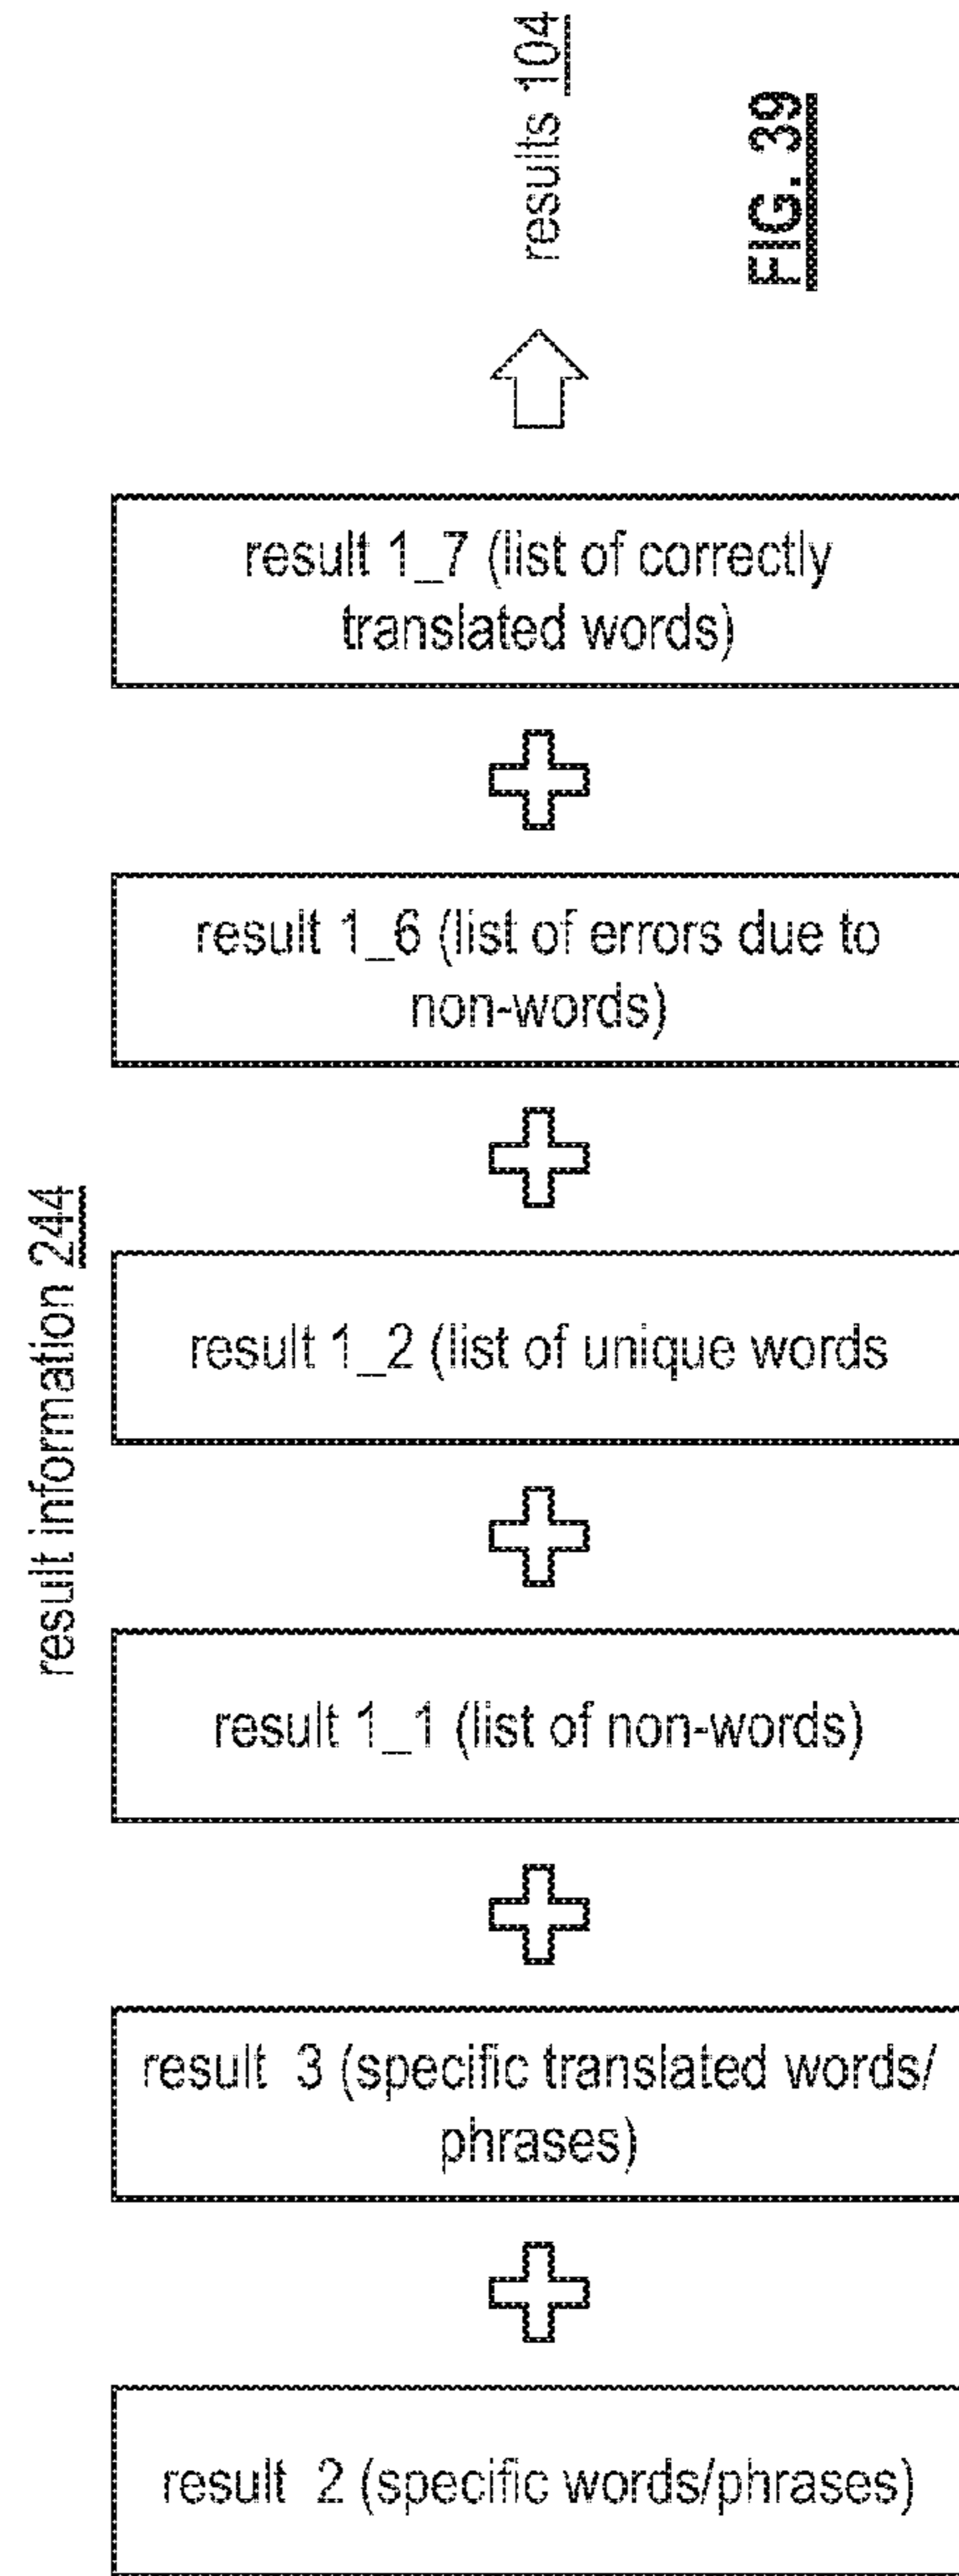 results 104
FIG. 39
result information 244
result 1_7 (list of correctly
translated words)
result 1_6 (list of errors due to
non-words)
result 1_2 (list of unique words
result 1_1 (list of non-words)
result 3 (specific translated words/
phrases)
result 2 (specific words/phrases)